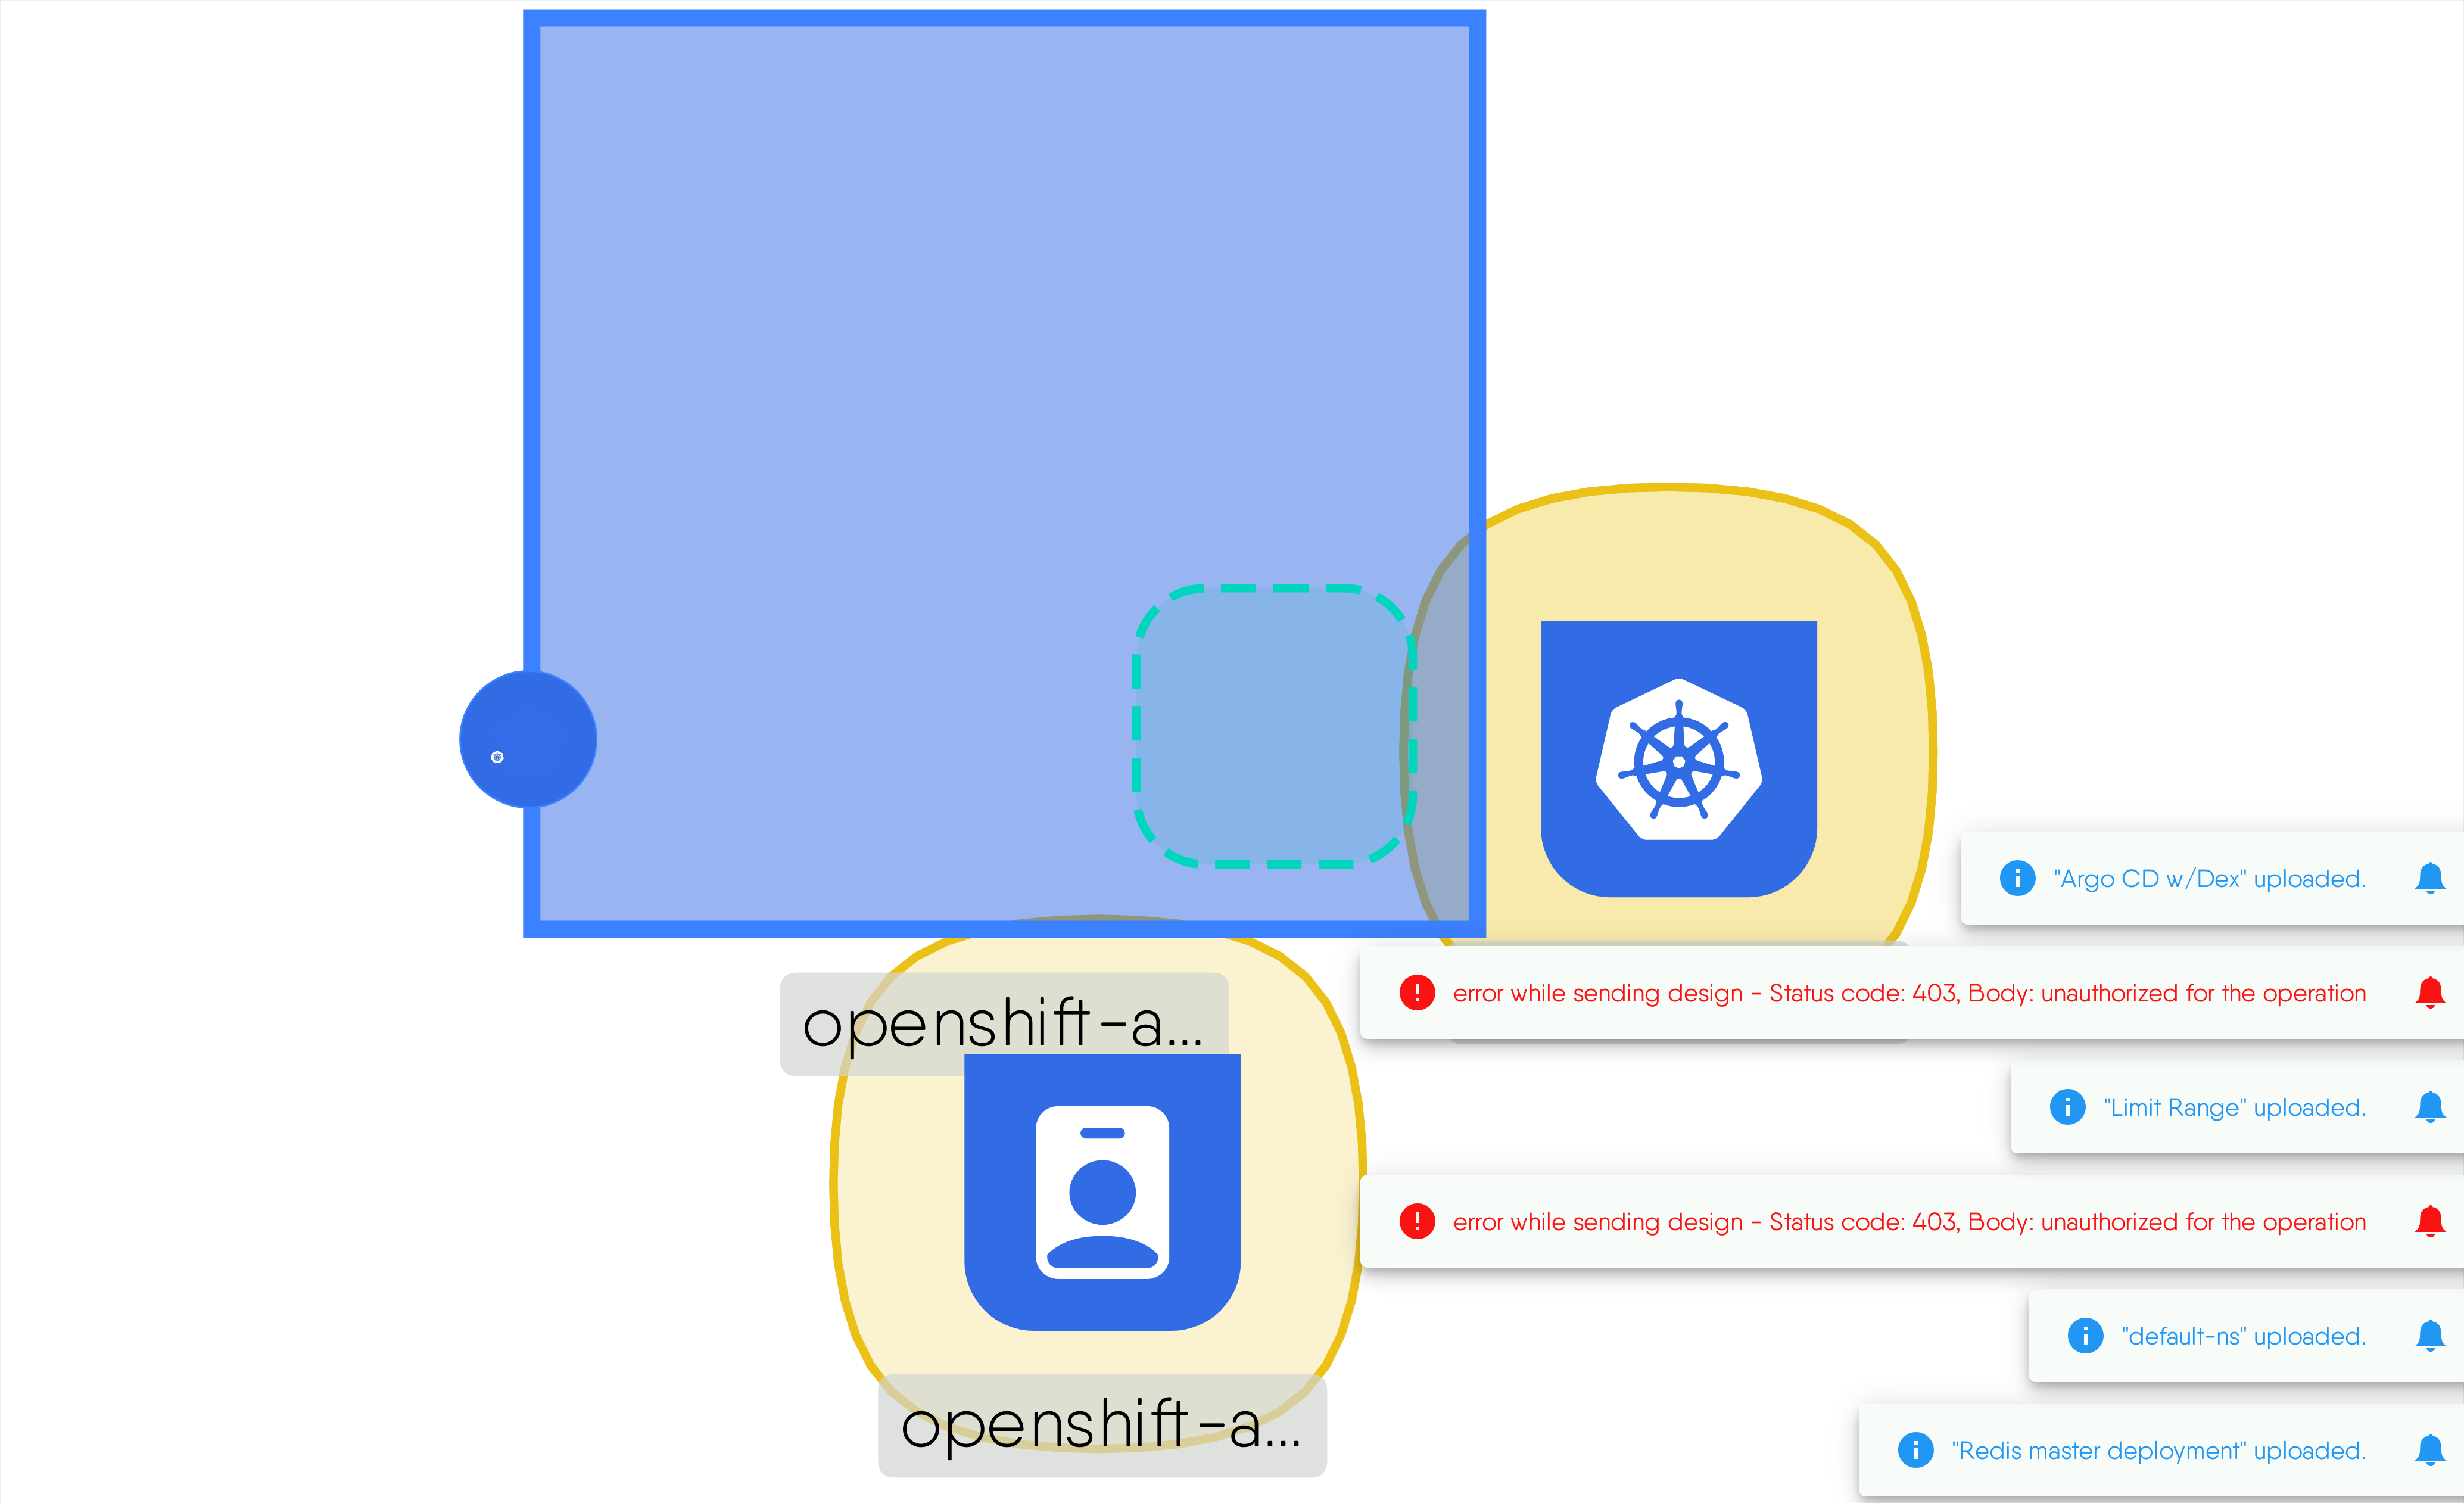 "Argo CD w/Dex" uploaded.
error while sending design - Status code: 403, Body: unauthorized for the operation
openshift-a...
"Limit Range" uploaded.
error while sending design - Status code: 403, Body: unauthorized for the operation
"default-ns" uploaded.
openshift-a...
"Redis master deployment" uploaded.